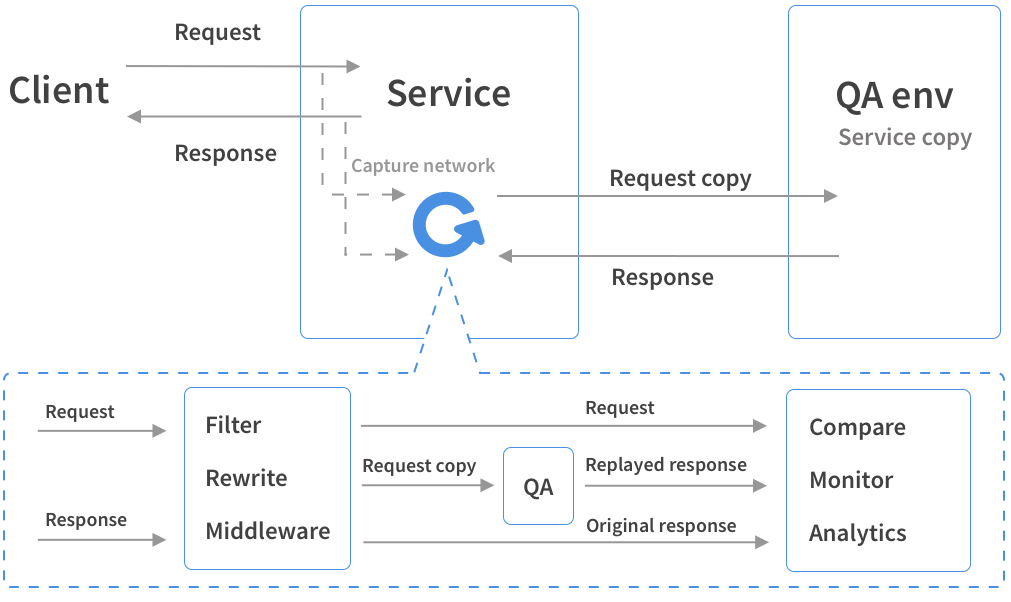 Request
Client
Service
QA env
Service copy
Response
Capture network
Request copy
Response
Request
Response
Filter
Rewrite
Middleware
Request
Request copy
QA
Replayed response
Original response
Compare
Monitor
Analytics